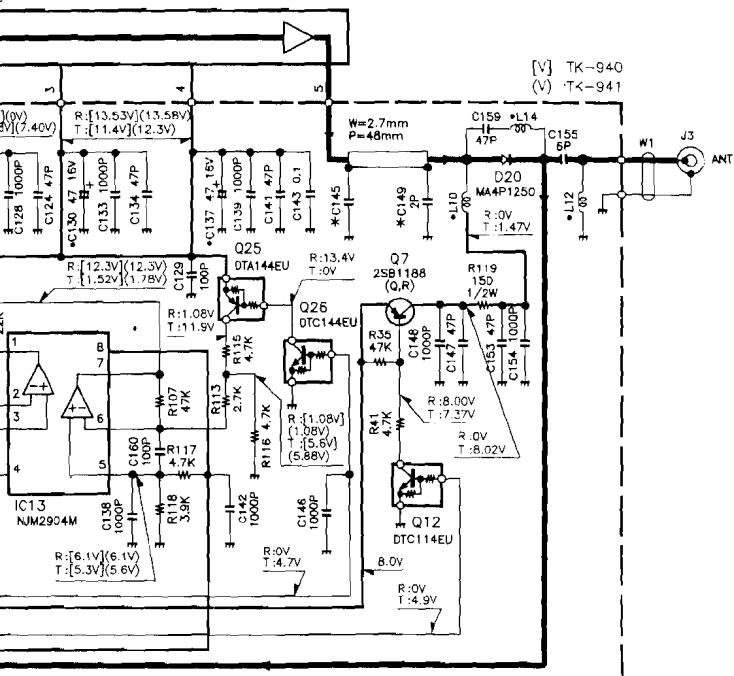 [V] TK-940
(V) TK-941
3
4
5
](0V)
(7.40V)
R:[13.53V](13.58V)
T:[11.4V](12.3V)
W=2.7mm
P=48mm
C159
47P
•L14
C155
6P
W1
J3
ANT
D20
MA4P1250
C128 1000P
C124 47P
•C130 47 16V
+
C133 1000P
C134 47P
•C137 47 16V
+
C139 1000P
C141 47P
C143 0.1
*C145
*C149
2P
•L10
•L12
R:0V
T:1.47V
R:[12.3V](12.3V)
T:[1.52V](1.78V)
C129
100P
Q25
DTA144EU
R:13.4V
T:0V
Q7
2SB1188
(Q,R)
R119
150
1/2W
R:1.08V
T:11.9V
Q26
DTC144EU
22K
R115
4.7K
R35
47K
C148
1000P
C147 47P
C153 47P
C154 1000P
1
8
7
2
3
6
4
5
R107
47K
R113
2.7K
R116 4.7K
R:[1.08V]
(1.08V)
T:[5.6V]
(5.88V)
R41
4.7K
R:8.00V
T:7.37V
R:0V
T:8.02V
C160
100P
R117
4.7K
IC13
NJM2904M
C138
1000P
R118
3.9K
C142
1000P
C146
1000P
Q12
DTC114EU
R:[6.1V](6.1V)
T:[5.3V](5.6V)
R:0V
T:4.7V
8.0V
R:0V
T:4.9V